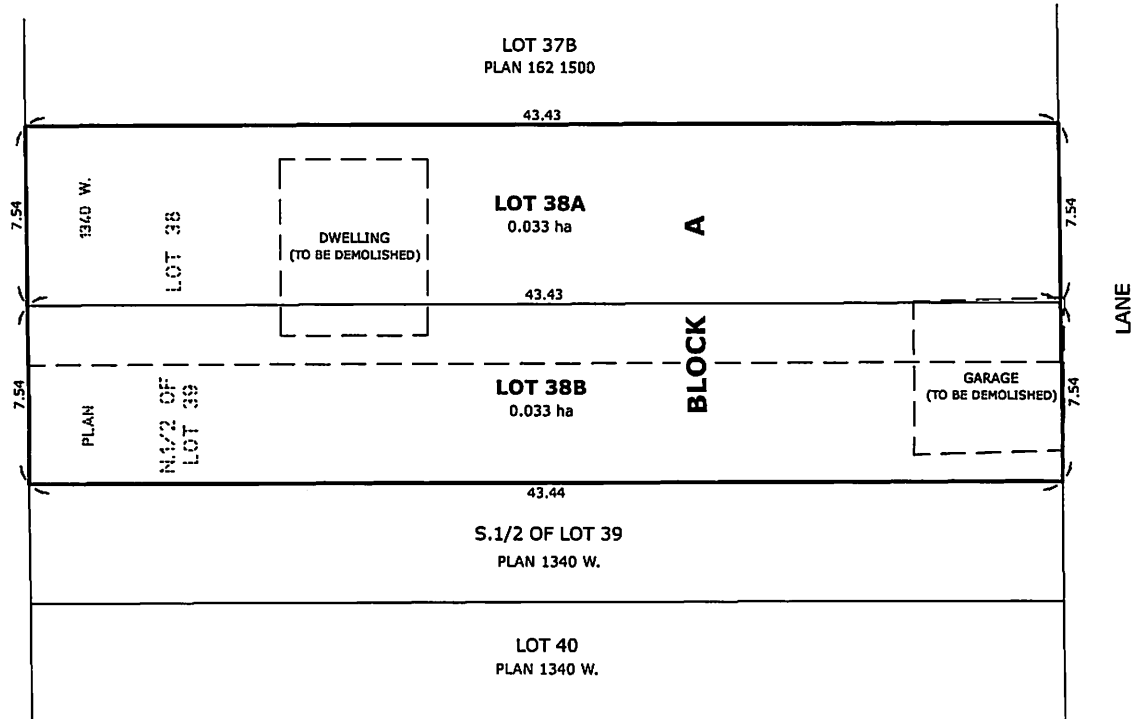 LOT 37B
PLAN 162 1500
43.43
7.54
1340 W.
LOT 38
DWELLING
(TO BE DEMOLISHED)
LOT 38A
0.033 ha
A
7.54
43.43
LANE
7.54
PLAN
N.1/2 OF
LOT 39
LOT 38B
0.033 ha
BLOCK
GARAGE
(TO BE DEMOLISHED)
7.54
43.44
S.1/2 OF LOT 39
PLAN 1340 W.
LOT 40
PLAN 1340 W.